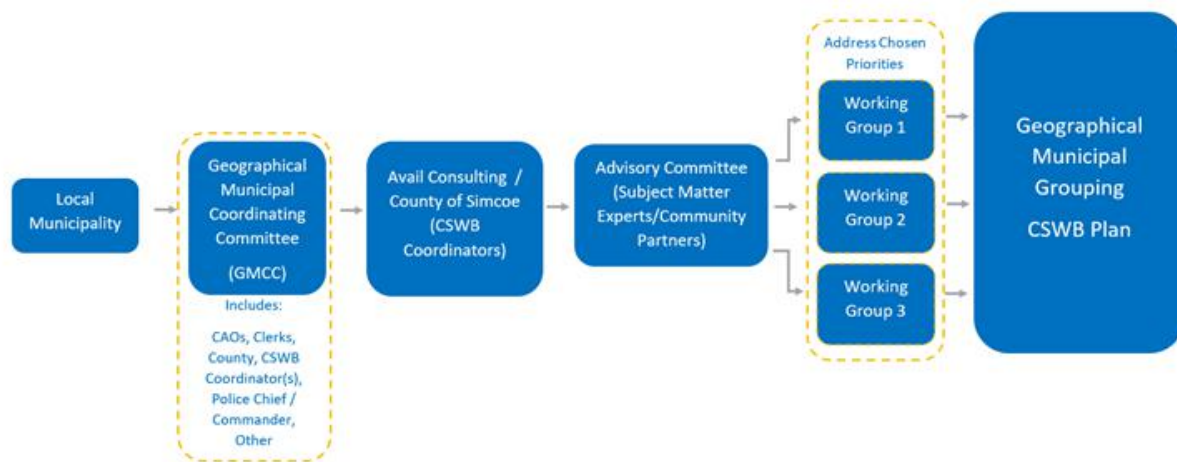 Local
Municipality
Geographical
Municipal
Coordinating
Committee
(GMCC)
Includes:
CAOs, Clerks,
County, CSWB
Coordinator(s),
Police Chief /
Commander,
Other
Avail Consulting /
County of Simcoe
(CSWB
Coordinators)
Advisory Committee
(Subject Matter
Experts/Community
Partners)
Address Chosen
Priorities
Working
Group 1
Working
Group 2
Working
Group 3
Geographical
Municipal
Grouping
CSWB Plan